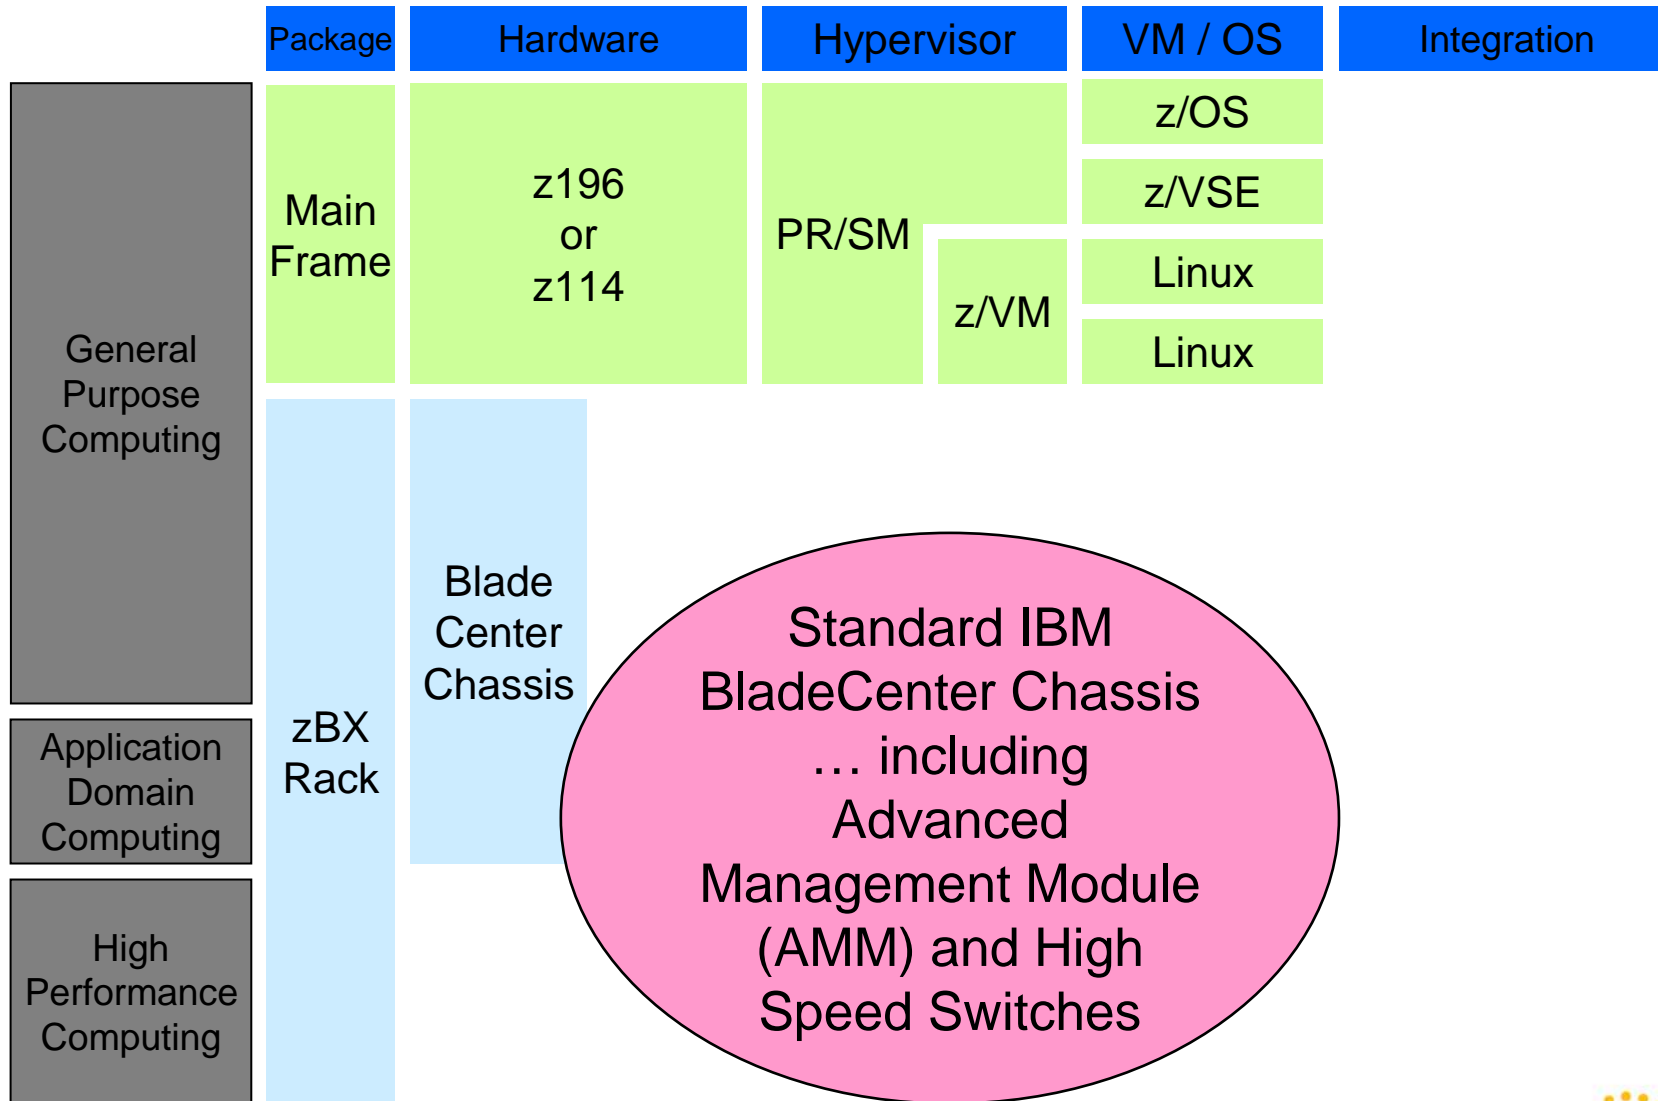 Package
Hardware
Hypervisor
VM / OS
Integration
General
Purpose
Computing
Main
Frame
z196
or
z114
PR/SM
z/VM
z/OS
z/VSE
Linux
Linux
Application
Domain
Computing
High
Performance
Computing
zBX
Rack
Blade
Center
Chassis
Standard IBM
BladeCenter Chassis
… including
Advanced
Management Module
(AMM) and High
Speed Switches